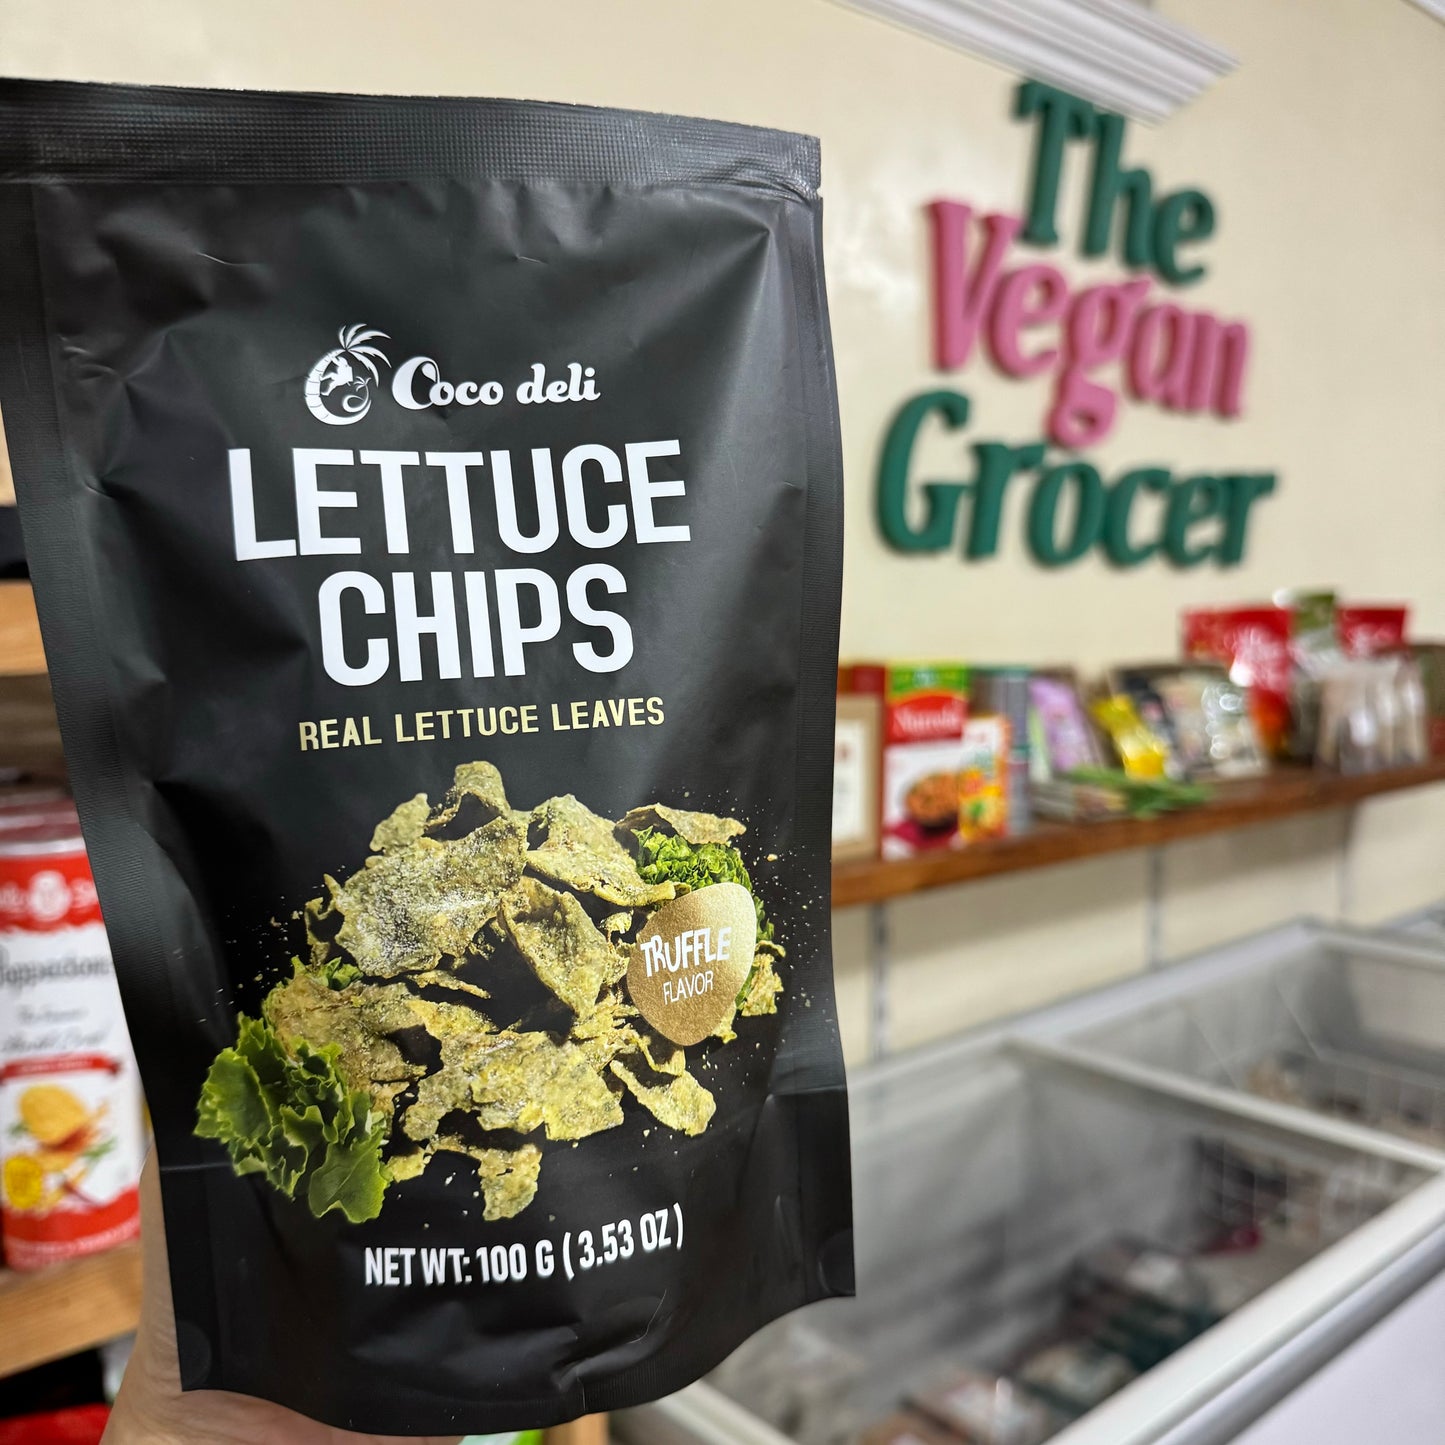 Coco deli
LETTUCE
CHIPS
REAL LETTUCE LEAVES
TRUFFLE
FLAVOR
NET WT: 100 G ( 3.53 OZ )
The
Vegan
Grocer